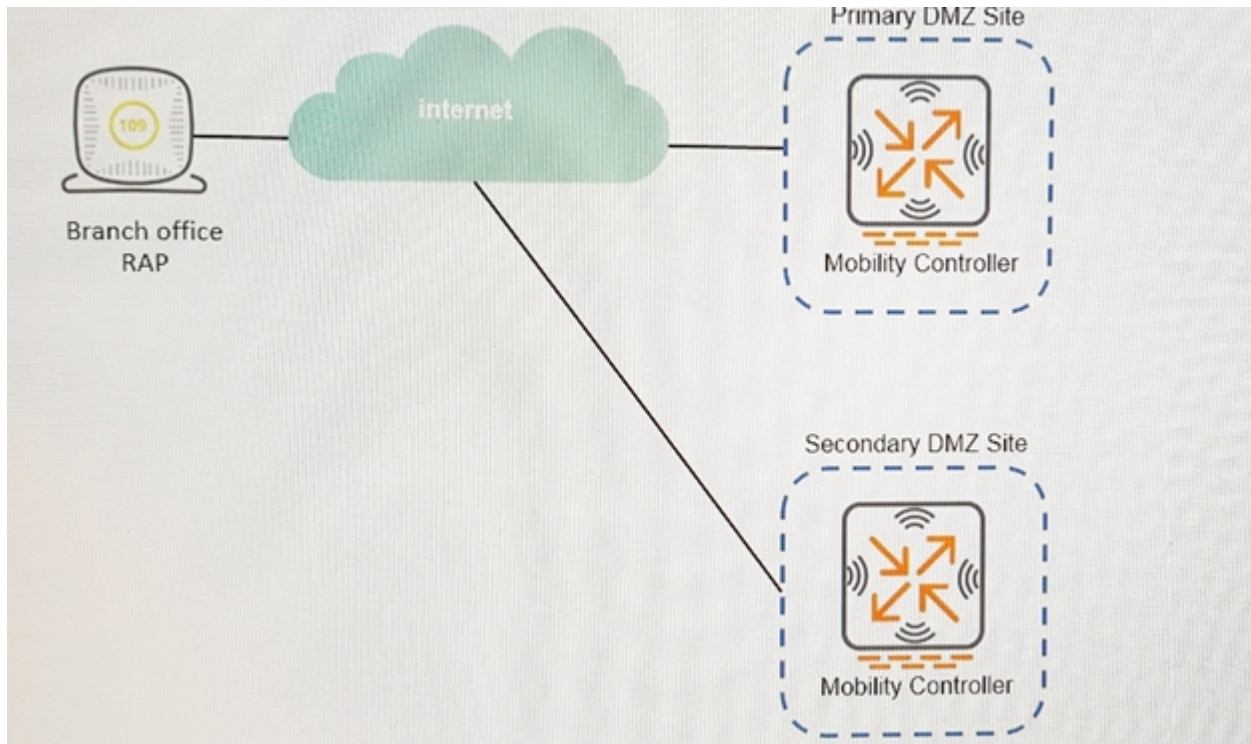 Primary DMZ Site
internet
109
Branch office
RAP
Mobility Controller
Secondary DMZ Site
Mobility Controller